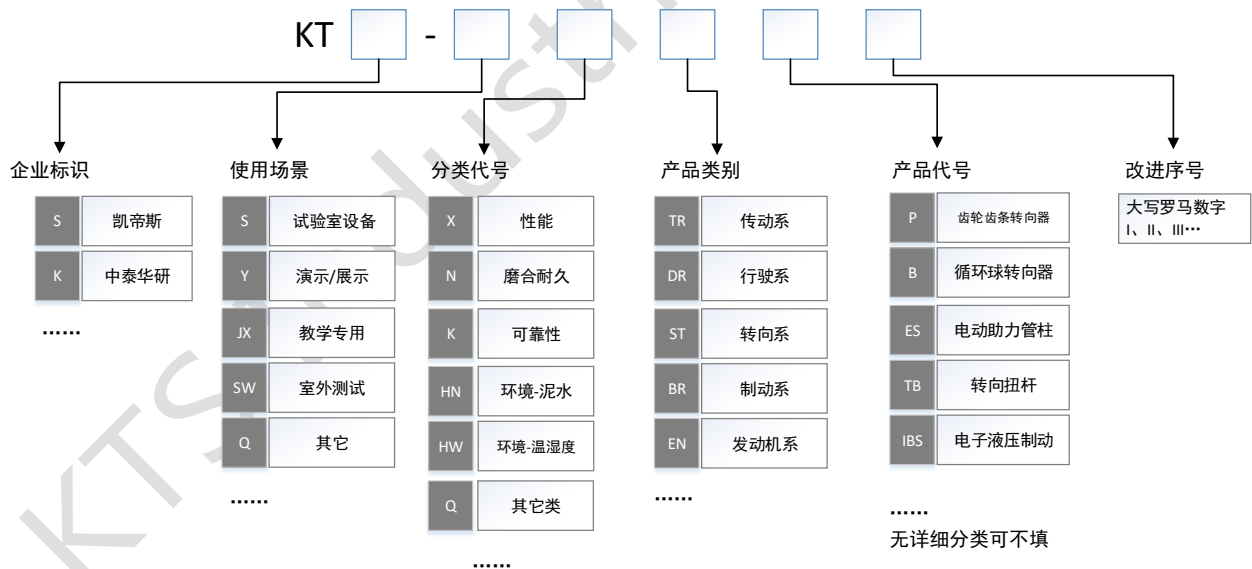 KT -
企业标识
S 凯帝斯
K 中泰华研
……
使用场景
S 试验室设备
Y 演示/展示
JX 教学专用
SW 室外测试
Q 其它
……
分类代号
X 性能
N 磨合耐久
K 可靠性
HN 环境-泥水
HW 环境-温湿度
Q 其它类
……
产品类别
TR 传动系
DR 行驶系
ST 转向系
BR 制动系
EN 发动机系
……
产品代号
P 齿轮齿条转向器
B 循环球转向器
ES 电动助力管柱
TB 转向扭杆
IBS 电子液压制动
……
无详细分类可不填
改进序号
大写罗马数字
I、II、III…
KTS Industr